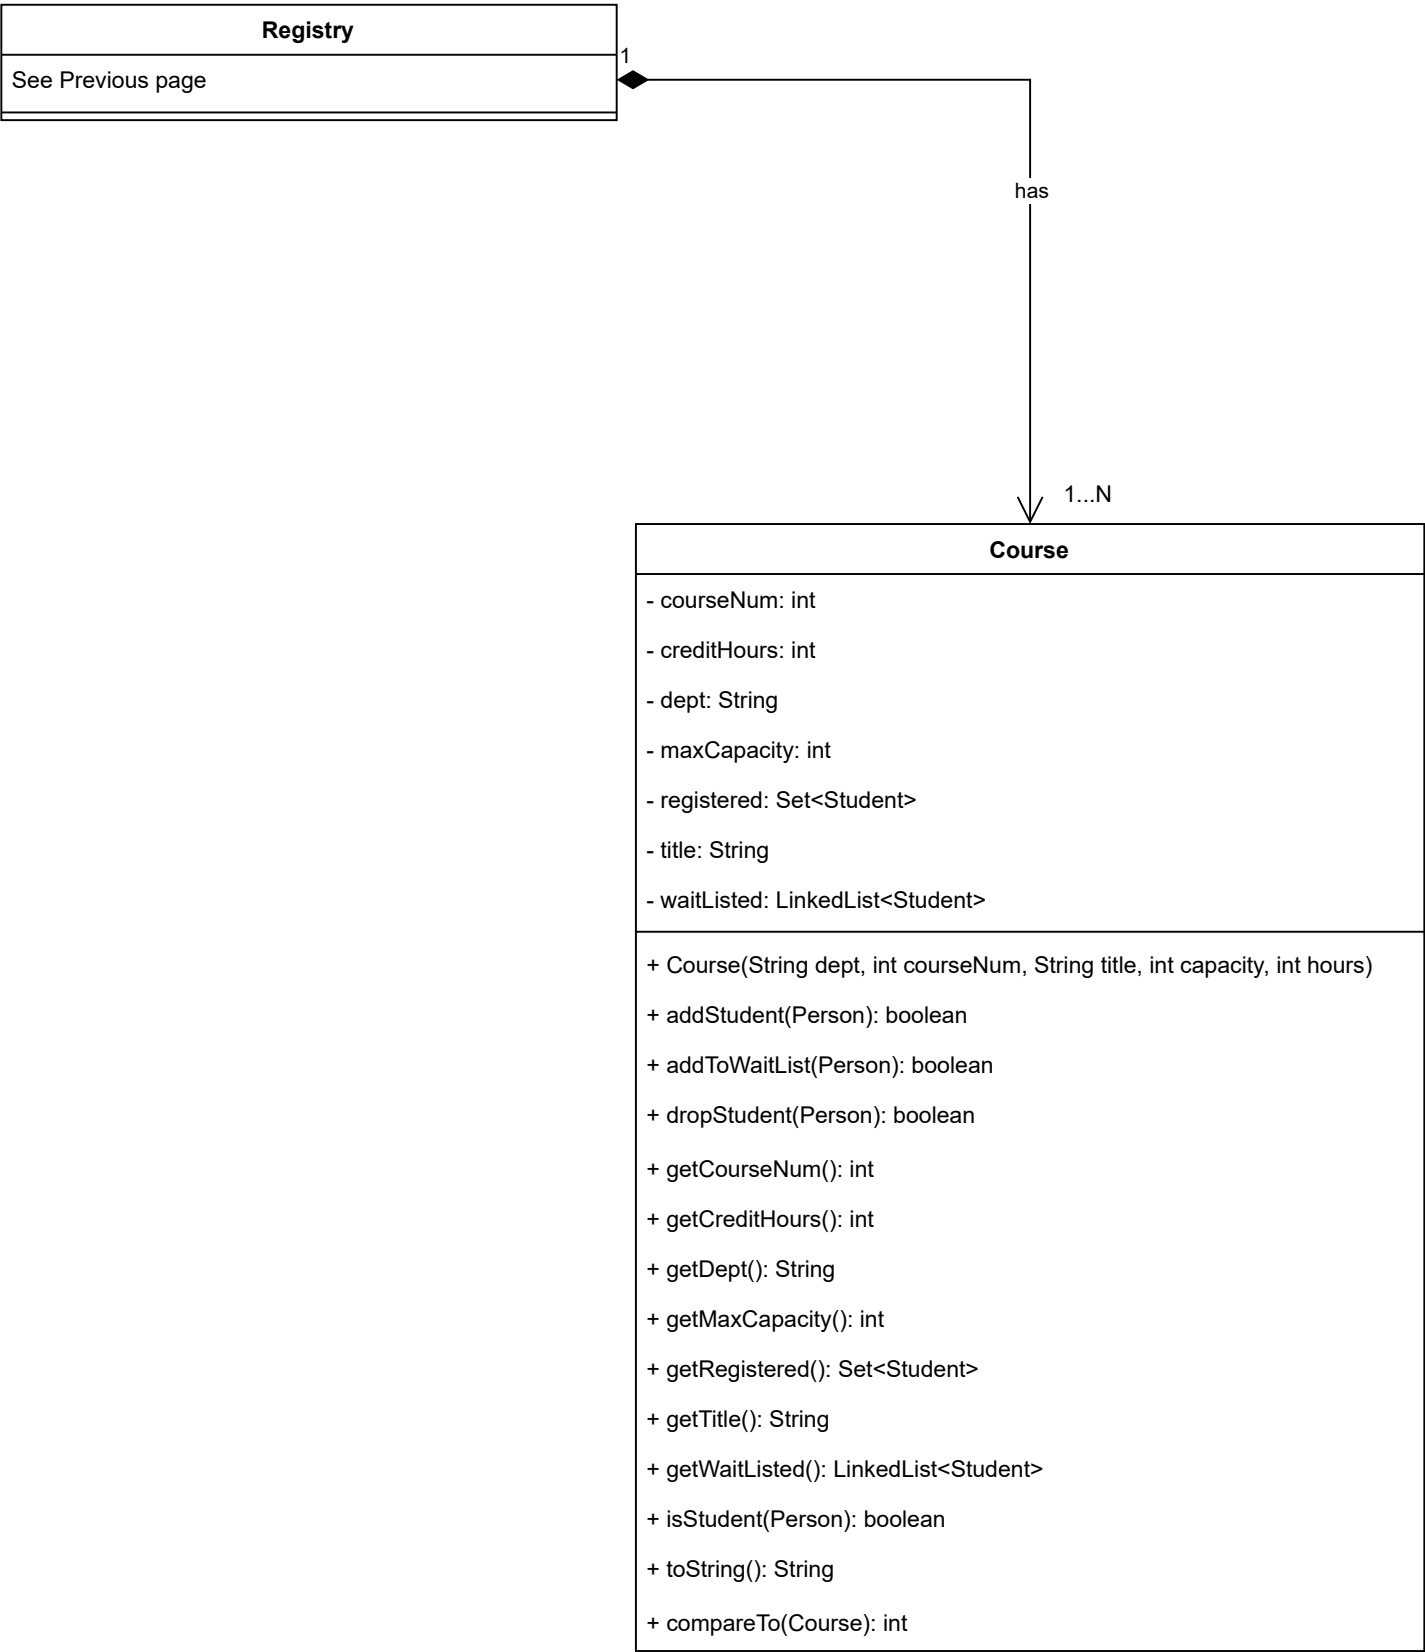 Registry
See Previous page
1
has
1...N
Course
- courseNum: int
- creditHours: int
- dept: String
- maxCapacity: int
- registered: Set<Student>
- title: String
- waitListed: LinkedList<Student>
+ Course(String dept, int courseNum, String title, int capacity, int hours)
+ addStudent(Person): boolean
+ addToWaitList(Person): boolean
+ dropStudent(Person): boolean
+ getCourseNum(): int
+ getCreditHours(): int
+ getDept(): String
+ getMaxCapacity(): int
+ getRegistered(): Set<Student>
+ getTitle(): String
+ getWaitListed(): LinkedList<Student>
+ isStudent(Person): boolean
+ toString(): String
+ compareTo(Course): int